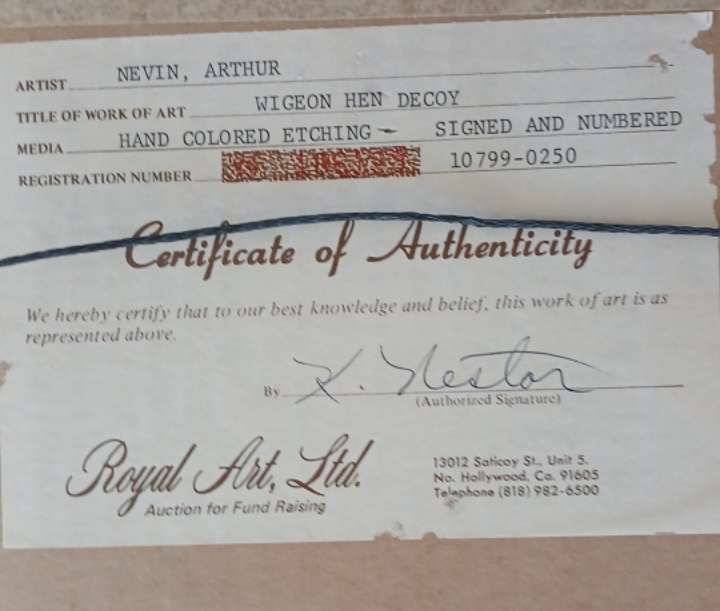 ARTIST NEVIN, ARTHUR
TITLE OF WORK OF ART WIGEON HEN DECOY
MEDIA HAND COLORED ETCHING - SIGNED AND NUMBERED
REGISTRATION NUMBER 10799-0250
Certificate of Authenticity
We hereby certify that to our best knowledge and belief, this work of art is as
represented above.
By K. Nestor
(Authorized Signature)
Royal Art, Ltd.
Auction for Fund Raising
13012 Saticoy St., Unit 5.
No. Hollywood, Ca. 91605
Telephone (818) 982-6500